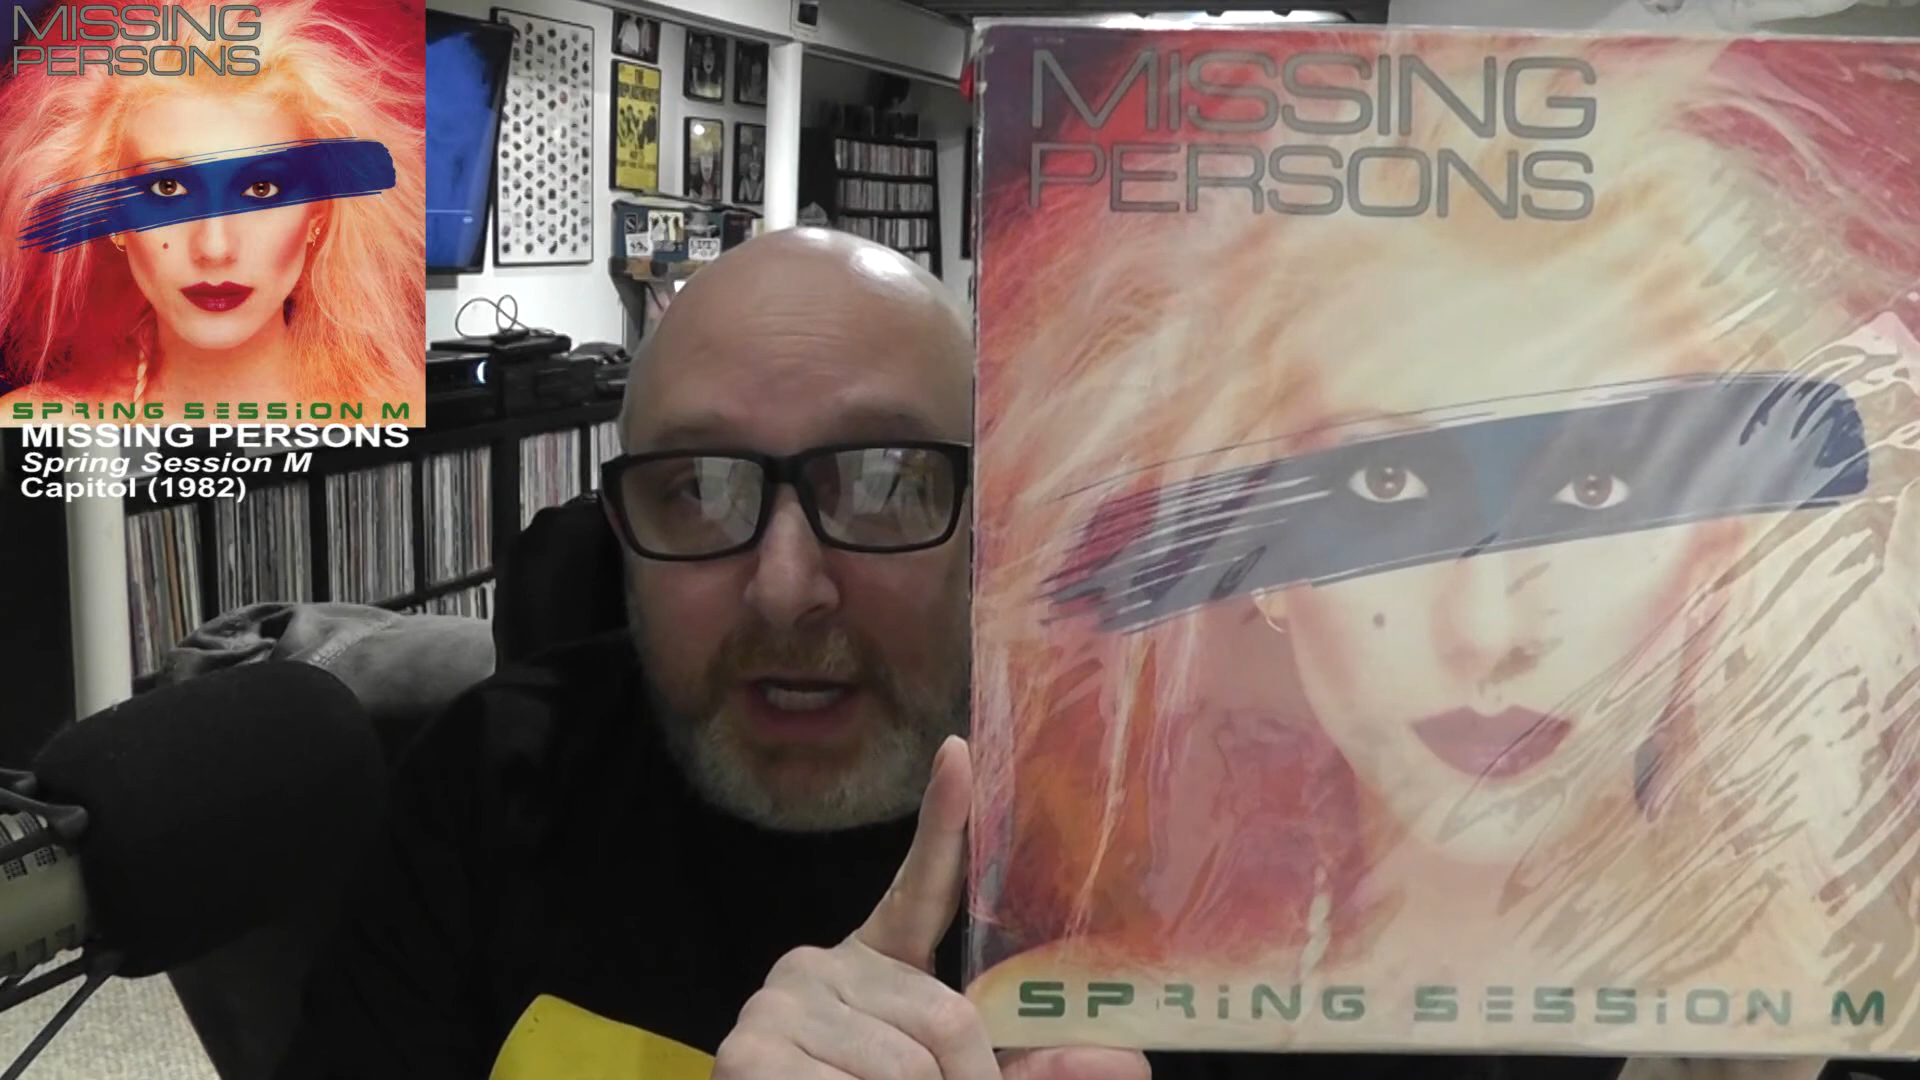 MISSING
PERSONS
SPRiNG SESSiON M
MISSING PERSONS
Spring Session M
Capitol (1982)
MISSING
PERSONS
SPRiNG SESSiON M